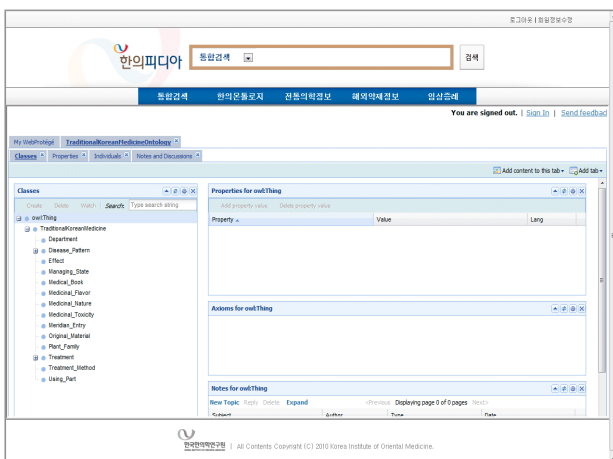 로그아웃 | 회원정보수정
한의피디아
통합검색
검색
통합검색 한의온톨로지 전통의학정보 해외약재정보 임상증례
You are signed out. | Sign In | Send feedbac
My WebProtégé TraditionalKoreanMedicineOntology
Classes Properties Individuals Notes and Discussions
Add content to this tab Add tab
Classes
Create Delete Watch Search: Type search string
owl:Thing
TraditionalKoreanMedicine
Department
Disease_Pattern
Effect
Managing_State
Medical_Book
Medicinal_Flavor
Medicinal_Nature
Medicinal_Toxicity
Meridian_Entry
Original_Material
Plant_Family
Treatment
Treatment_Method
Using_Part
Properties for owl:Thing
Add property value Delete property value
Property Value Lang
Axioms for owl:Thing
Notes for owl:Thing
New Topic Reply Delete Expand <Previous Displaying page 0 of 0 pages Next>
Subject Author Type Date
한국한의학연구원 | All Contents Copyright (C) 2010 Korea Institute of Oriental Medicine.